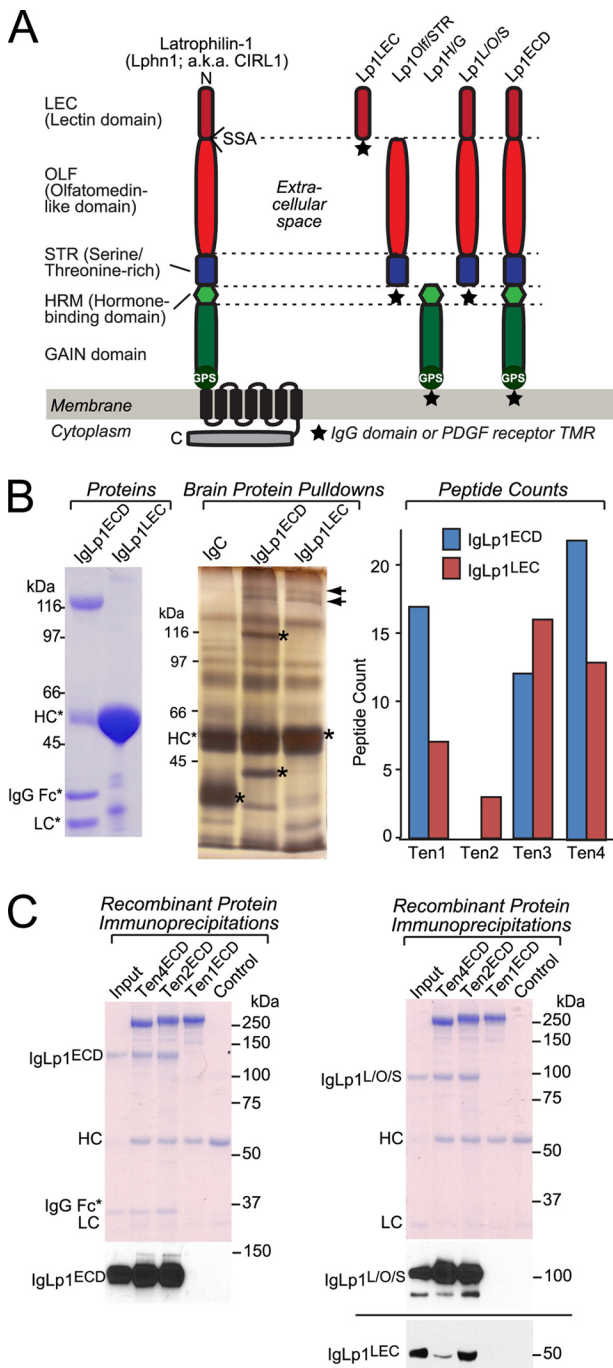 A
Latrophilin-1
(Lphn1; a.k.a. CIRL1)
N
Lp1LEC
Lp1Olf/STR
Lp1H/G
Lp1L/O/S
Lp1ECD
LEC
(Lectin domain)
SSA
OLF
(Olfatomedin-
like domain)
Extra-
cellular
space
STR (Serine/
Threonine-rich)
HRM (Hormone-
binding domain)
GAIN domain
GPS
GPS
GPS
Membrane
Cytoplasm
C
★ IgG domain or PDGF receptor TMR
B
Proteins
IgLp1ECD
IgLp1LEC
kDa
116
97
66
HC*
45
IgG Fc*
LC*
Brain Protein Pulldowns
IgC
IgLp1ECD
IgLp1LEC
kDa
116
97
66
HC*
45
*
*
*
*
Peptide Counts
IgLp1ECD
IgLp1LEC
Peptide Count
20
15
10
5
0
Ten1 Ten2 Ten3 Ten4
C
Recombinant Protein
Immunoprecipitations
Input
Ten4ECD
Ten2ECD
Ten1ECD
Control
kDa
250
150
IgLp1ECD
100
75
HC
50
IgG Fc*
37
LC
150
IgLp1ECD
Recombinant Protein
Immunoprecipitations
Input
Ten4ECD
Ten2ECD
Ten1ECD
Control
kDa
250
150
IgLp1L/O/S
100
75
HC
50
37
LC
IgLp1L/O/S
100
IgLp1LEC
50